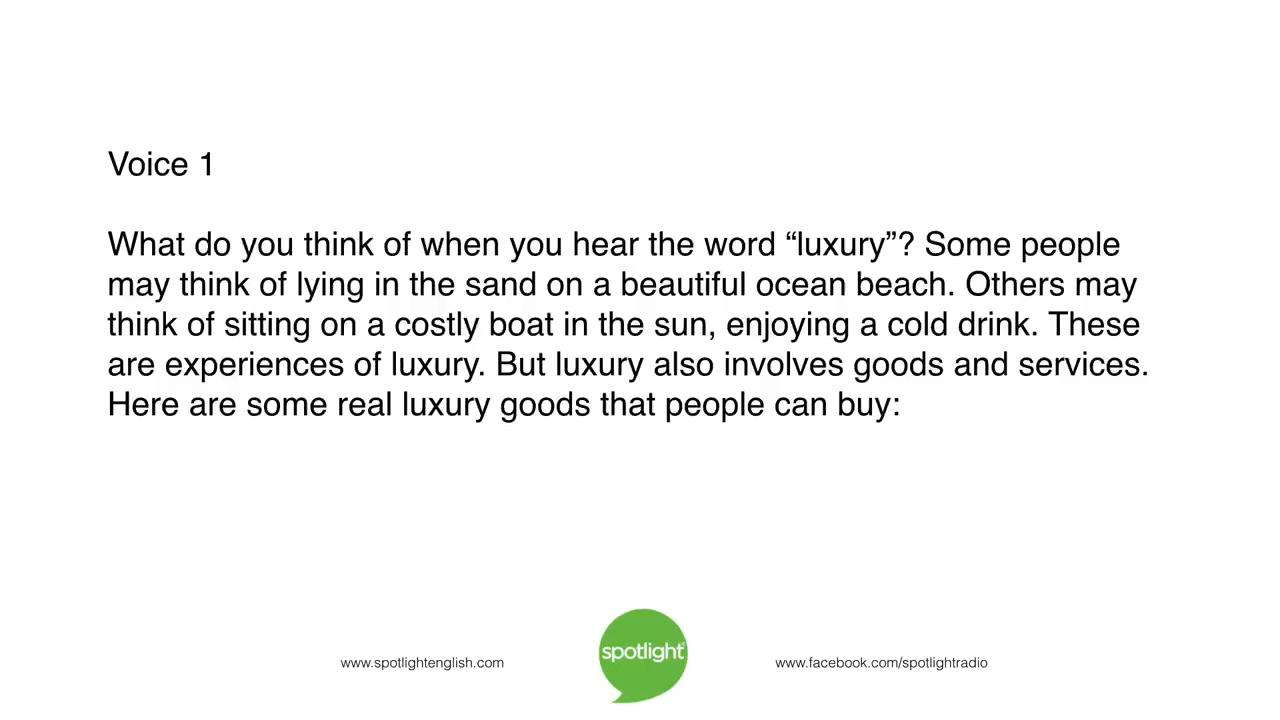 Voice 1
What do you think of when you hear the word “luxury”? Some people
may think of lying in the sand on a beautiful ocean beach. Others may
think of sitting on a costly boat in the sun, enjoying a cold drink. These
are experiences of luxury. But luxury also involves goods and services.
Here are some real luxury goods that people can buy:
www.spotlightenglish.com
spotlight
www.facebook.com/spotlightradio